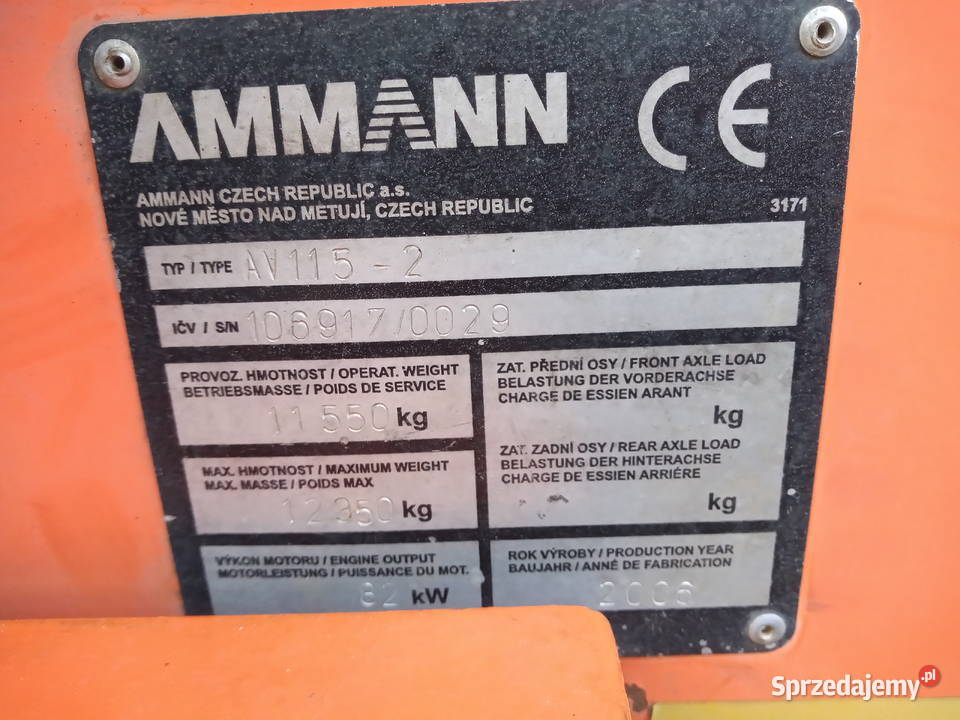 AMMANN CE
AMMANN CZECH REPUBLIC a.s.
NOVÉ MĚSTO NAD METUJÍ, CZECH REPUBLIC 3171
TYP / TYPE AV115-2
IČV / S/N 106917/0029
PROVOZ. HMOTNOST / OPERAT. WEIGHT
BETRIEBSMASSE / POIDS DE SERVICE
11 550 kg
MAX. HMOTNOST / MAXIMUM WEIGHT
MAX. MASSE / POIDS MAX
12350 kg
VÝKON MOTORU / ENGINE OUTPUT
MOTORLEISTUNG / PUISSANCE DU MOT.
82 kW
ZAT. PŘEDNÍ OSY / FRONT AXLE LOAD
BELASTUNG DER VORDERACHSE
CHARGE DE ESSIEN ARANT
kg
ZAT. ZADNÍ OSY / REAR AXLE LOAD
BELASTUNG DER HINTERACHSE
CHARGE DE ESSIEN ARRIÉRE
kg
ROK VÝROBY / PRODUCTION YEAR
BAUJAHR / ANNÉ DE FABRICATION
2006
Sprzedajemy.pl